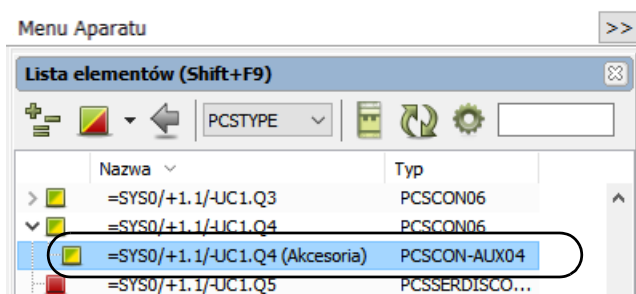 Menu Aparatu >>
Lista elementów (Shift+F9)
PCSTYPE
Nazwa Typ
=SYS0/+1.1/-UC1.Q3 PCSCON06
=SYS0/+1.1/-UC1.Q4 PCSCON06
=SYS0/+1.1/-UC1.Q4 (Akcesoria) PCSCON-AUX04
=SYS0/+1.1/-UC1.Q5 PCSSERDISCO...